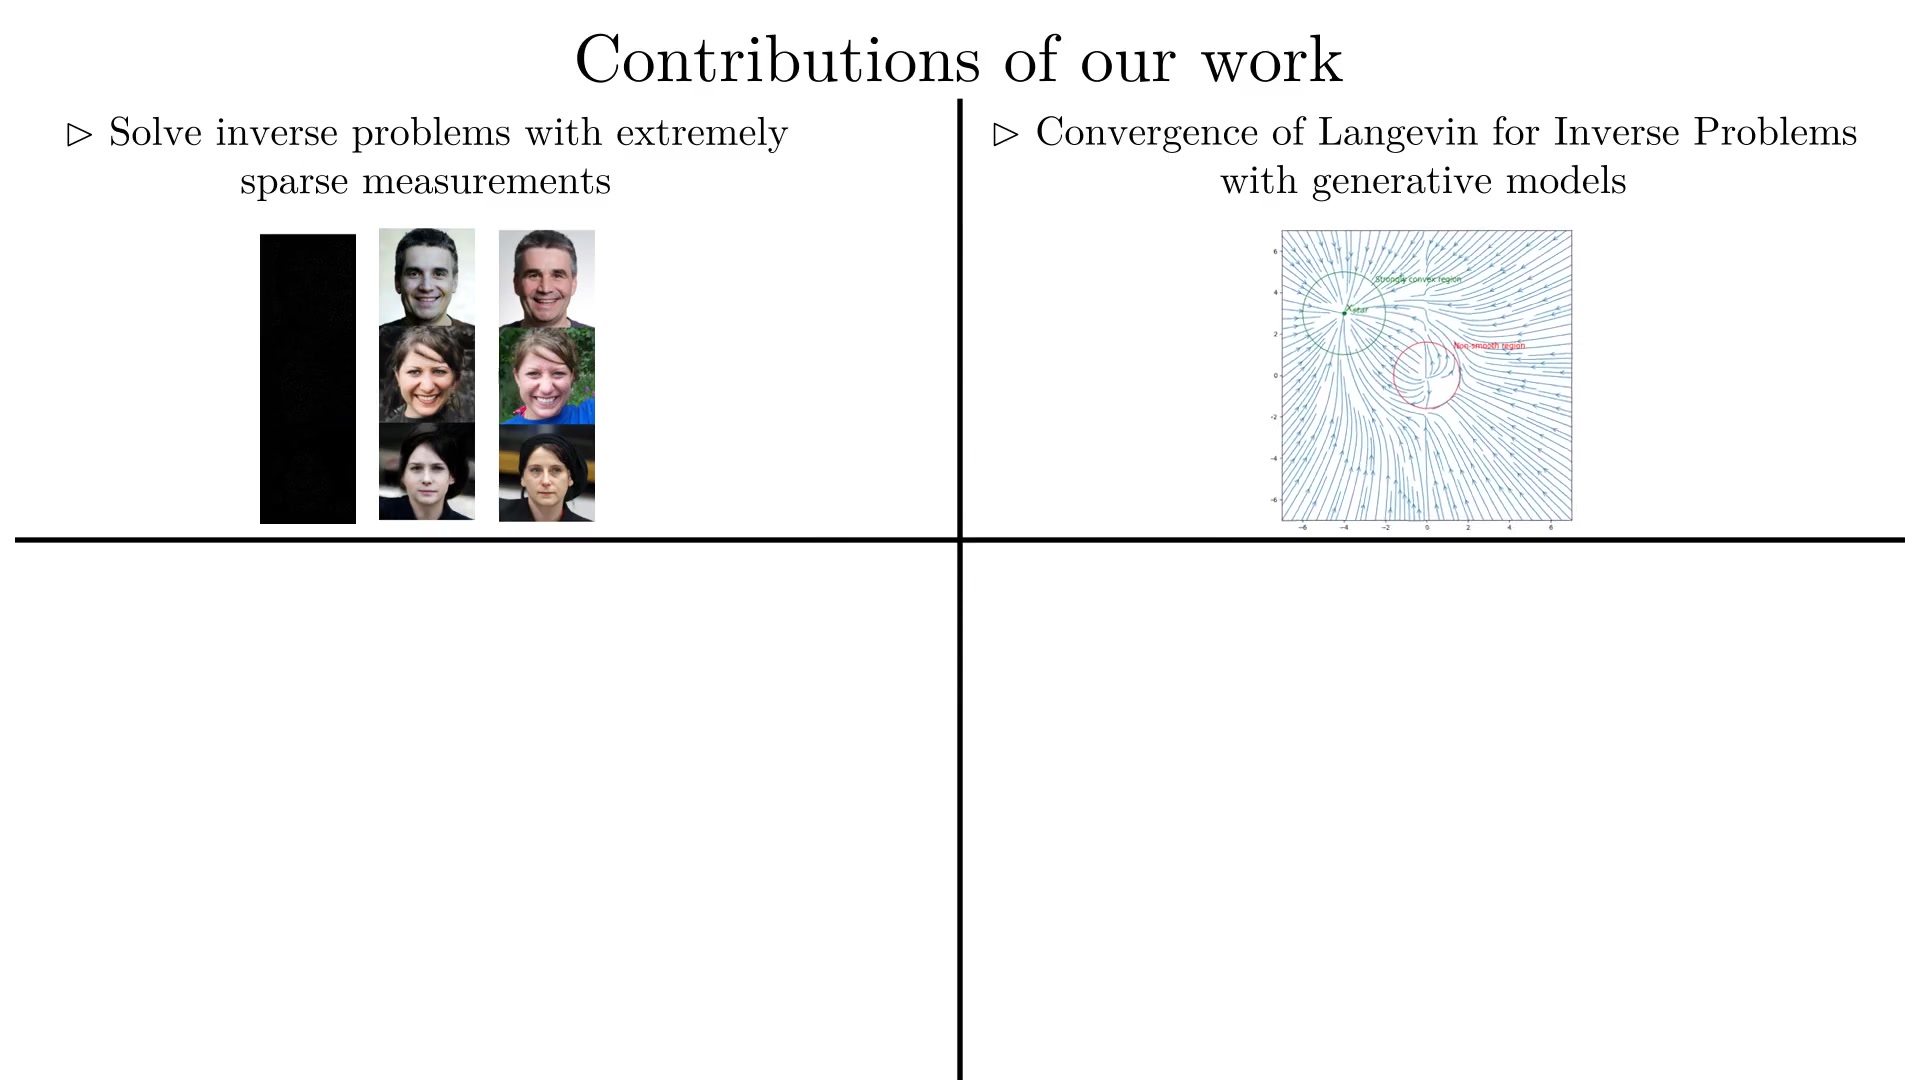 Contributions of our work
▷ Solve inverse problems with extremely
sparse measurements
▷ Convergence of Langevin for Inverse Problems
with generative models
Strongly convex region
X_star
Non-smooth region
6
4
2
0
−2
−4
−6
−6 −4 −2 0 2 4 6